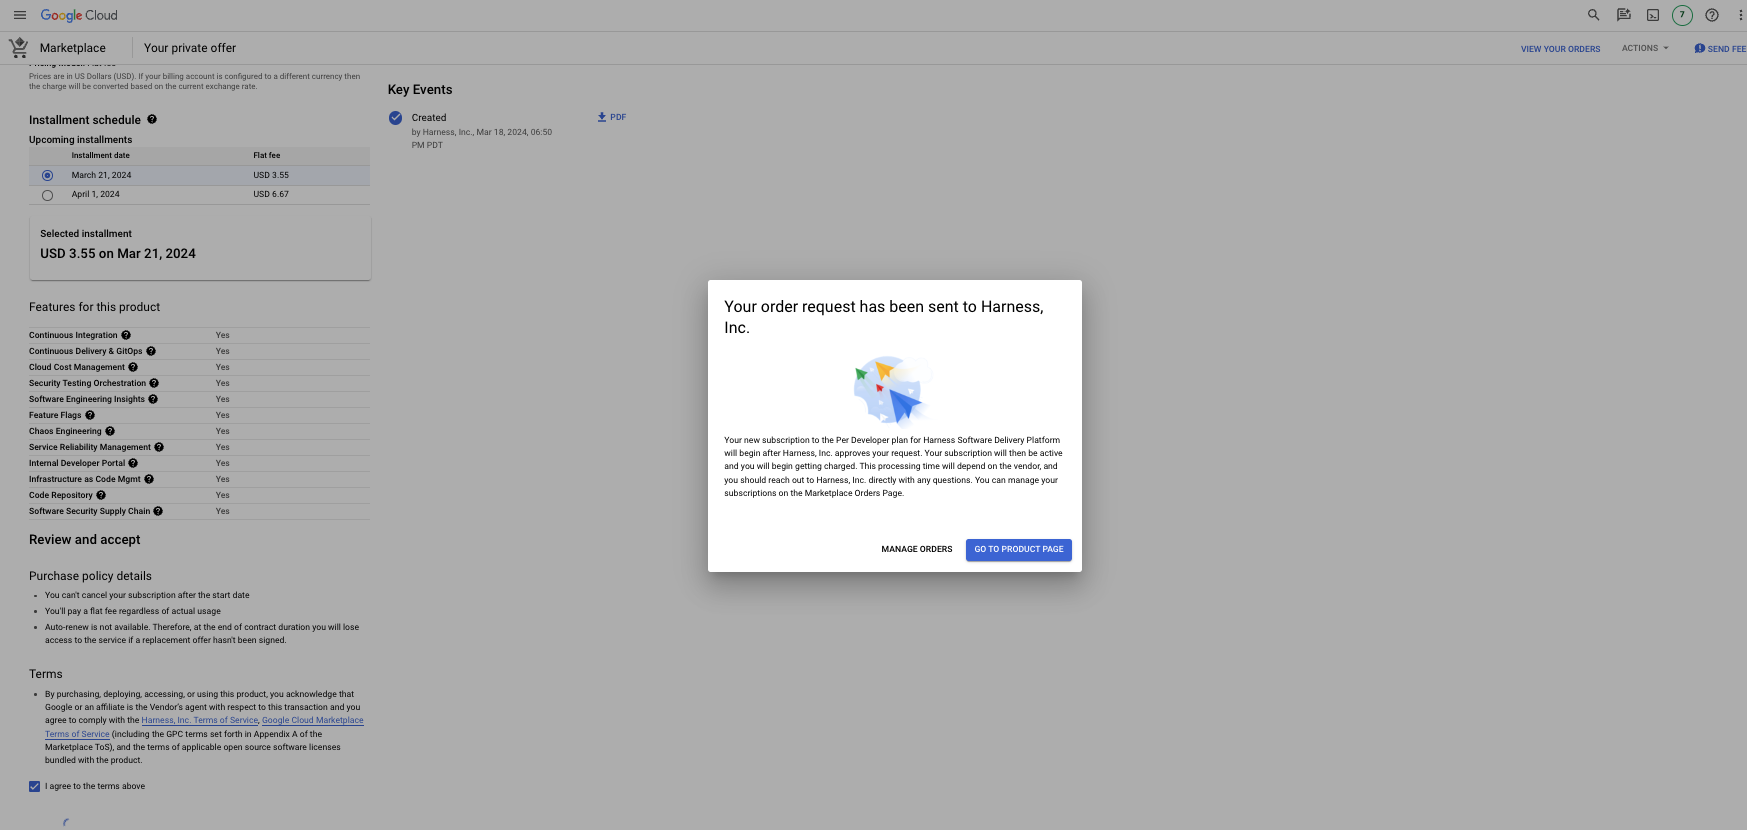 Google Cloud
7
Marketplace
Your private offer
VIEW YOUR ORDERS
ACTIONS
SEND FEE
Prices are in US Dollars (USD). If your billing account is configured to a different currency then
the charge will be converted based on the current exchange rate.
Installment schedule
Upcoming installments
Installment date Flat fee
March 21, 2024 USD 3.55
April 1, 2024 USD 6.67
Selected installment
USD 3.55 on Mar 21, 2024
Features for this product
Continuous Integration Yes
Continuous Delivery & GitOps Yes
Cloud Cost Management Yes
Security Testing Orchestration Yes
Software Engineering Insights Yes
Feature Flags Yes
Chaos Engineering Yes
Service Reliability Management Yes
Internal Developer Portal Yes
Infrastructure as Code Mgmt Yes
Code Repository Yes
Software Security Supply Chain Yes
Review and accept
Purchase policy details
• You can't cancel your subscription after the start date
• You'll pay a flat fee regardless of actual usage
• Auto-renew is not available. Therefore, at the end of contract duration you will lose
access to the service if a replacement offer hasn't been signed.
Terms
• By purchasing, deploying, accessing, or using this product, you acknowledge that
Google or an affiliate is the Vendor's agent with respect to this transaction and you
agree to comply with the Harness, Inc. Terms of Service, Google Cloud Marketplace
Terms of Service (including the GPC terms set forth in Appendix A of the
Marketplace ToS), and the terms of applicable open source software licenses
bundled with the product.
I agree to the terms above
Key Events
Created
PDF
by Harness, Inc., Mar 18, 2024, 06:50
PM PDT
Your order request has been sent to Harness,
Inc.
Your new subscription to the Per Developer plan for Harness Software Delivery Platform
will begin after Harness, Inc. approves your request. Your subscription will then be active
and you will begin getting charged. This processing time will depend on the vendor, and
you should reach out to Harness, Inc. directly with any questions. You can manage your
subscriptions on the Marketplace Orders Page.
MANAGE ORDERS
GO TO PRODUCT PAGE